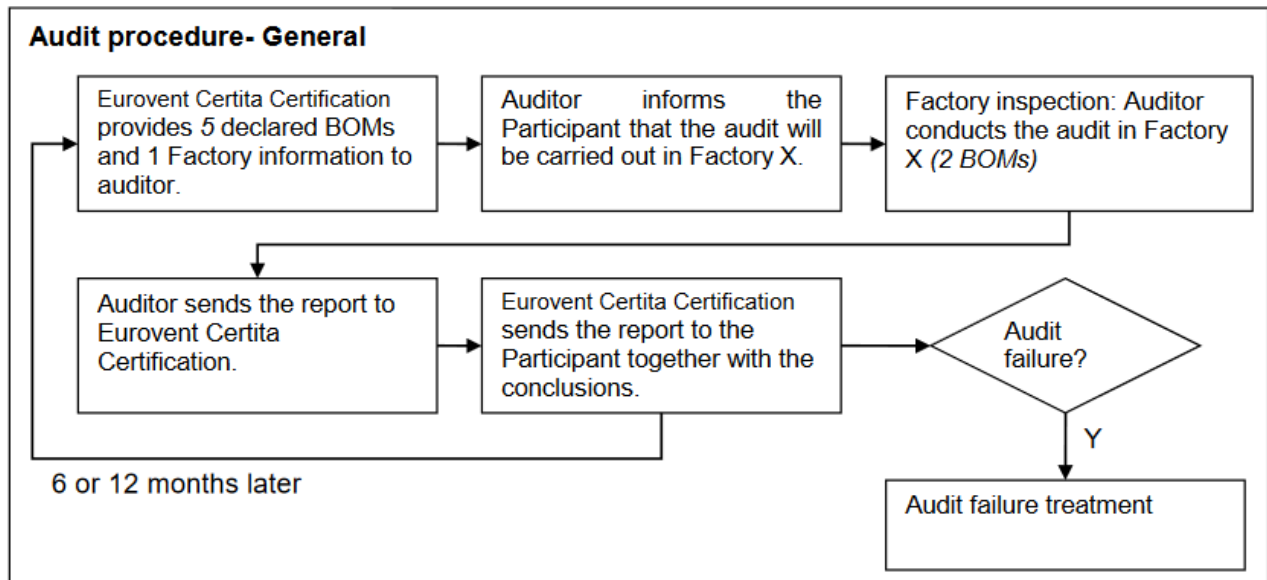 Audit procedure- General
Eurovent Certita Certification
provides 5 declared BOMs
and 1 Factory information to
auditor.
Auditor informs the
Participant that the audit will
be carried out in Factory X.
Factory inspection: Auditor
conducts the audit in Factory
X (2 BOMs)
Auditor sends the report to
Eurovent Certita
Certification.
Eurovent Certita Certification
sends the report to the
Participant together with the
conclusions.
Audit
failure?
Y
6 or 12 months later
Audit failure treatment